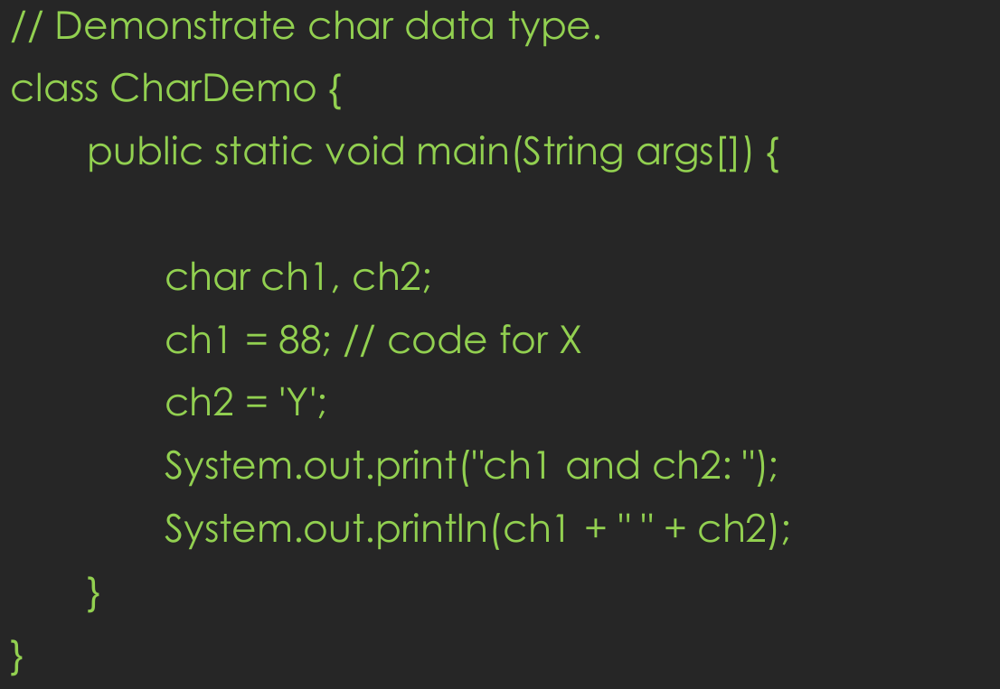 // Demonstrate char data type.
class CharDemo {
public static void main(String args[]) {
char ch1, ch2;
ch1 = 88; // code for X
ch2 = 'Y';
System.out.print("ch1 and ch2: ");
System.out.println(ch1 + " " + ch2);
}
}